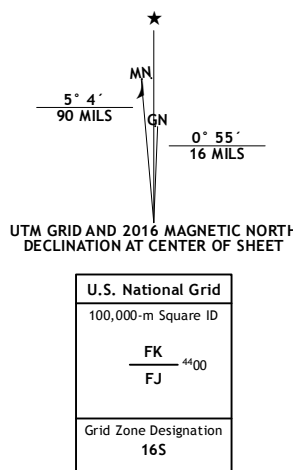 ★
MN
5° 4´
90 MILS
GN
0° 55´
16 MILS
UTM GRID AND 2016 MAGNETIC NORTH
DECLINATION AT CENTER OF SHEET
U.S. National Grid
100,000-m Square ID
FK
4400
FJ
Grid Zone Designation
16S